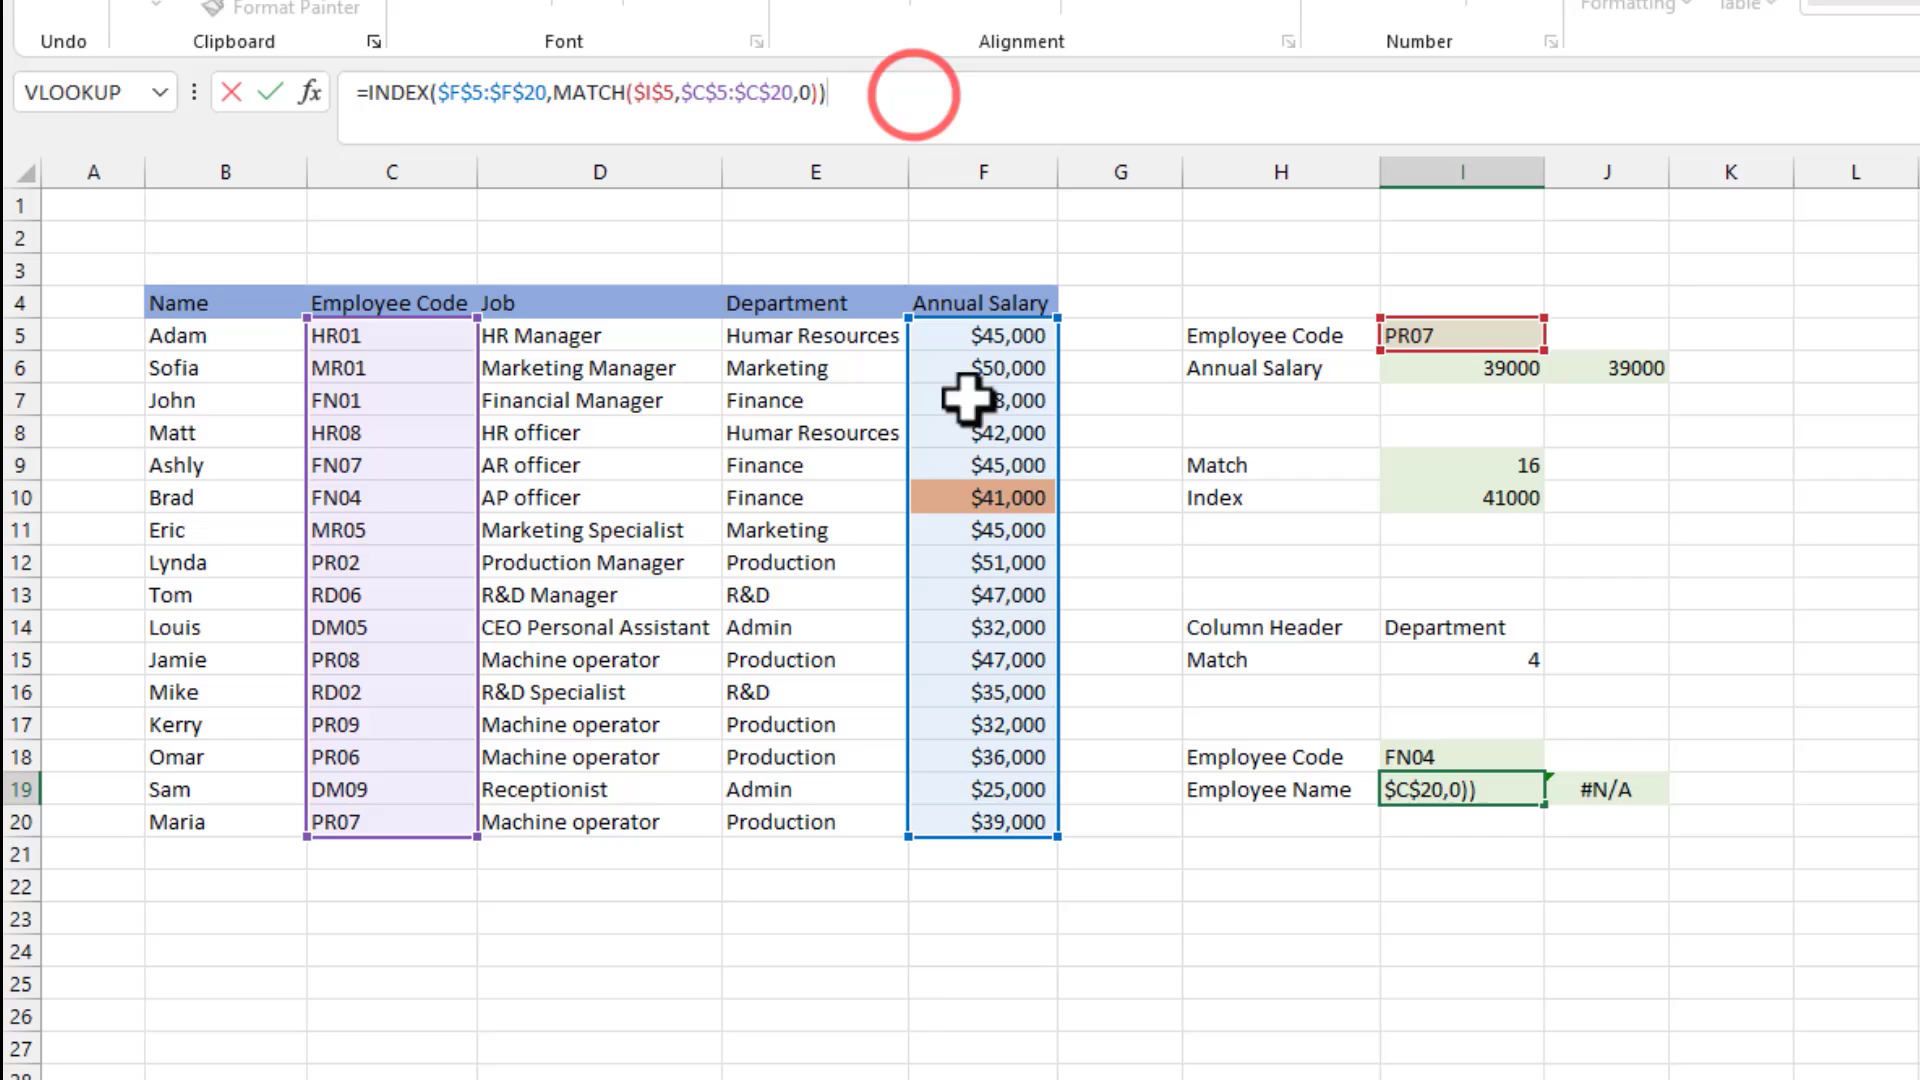 Format Painter
Formatting
Table
Undo
Clipboard
Font
Alignment
Number
VLOOKUP
fx
=INDEX($F$5:$F$20,MATCH($I$5,$C$5:$C$20,0))
A B C D E F G H I J K L
1
2
3
4 Name Employee Code Job Department Annual Salary
5 Adam HR01 HR Manager Humar Resources $45,000 Employee Code PR07
6 Sofia MR01 Marketing Manager Marketing $50,000 Annual Salary 39000 39000
7 John FN01 Financial Manager Finance 8,000
8 Matt HR08 HR officer Humar Resources $42,000
9 Ashly FN07 AR officer Finance $45,000 Match 16
10 Brad FN04 AP officer Finance $41,000 Index 41000
11 Eric MR05 Marketing Specialist Marketing $45,000
12 Lynda PR02 Production Manager Production $51,000
13 Tom RD06 R&D Manager R&D $47,000
14 Louis DM05 CEO Personal Assistant Admin $32,000 Column Header Department
15 Jamie PR08 Machine operator Production $47,000 Match 4
16 Mike RD02 R&D Specialist R&D $35,000
17 Kerry PR09 Machine operator Production $32,000
18 Omar PR06 Machine operator Production $36,000 Employee Code FN04
19 Sam DM09 Receptionist Admin $25,000 Employee Name $C$20,0)) #N/A
20 Maria PR07 Machine operator Production $39,000
21
22
23
24
25
26
27
28